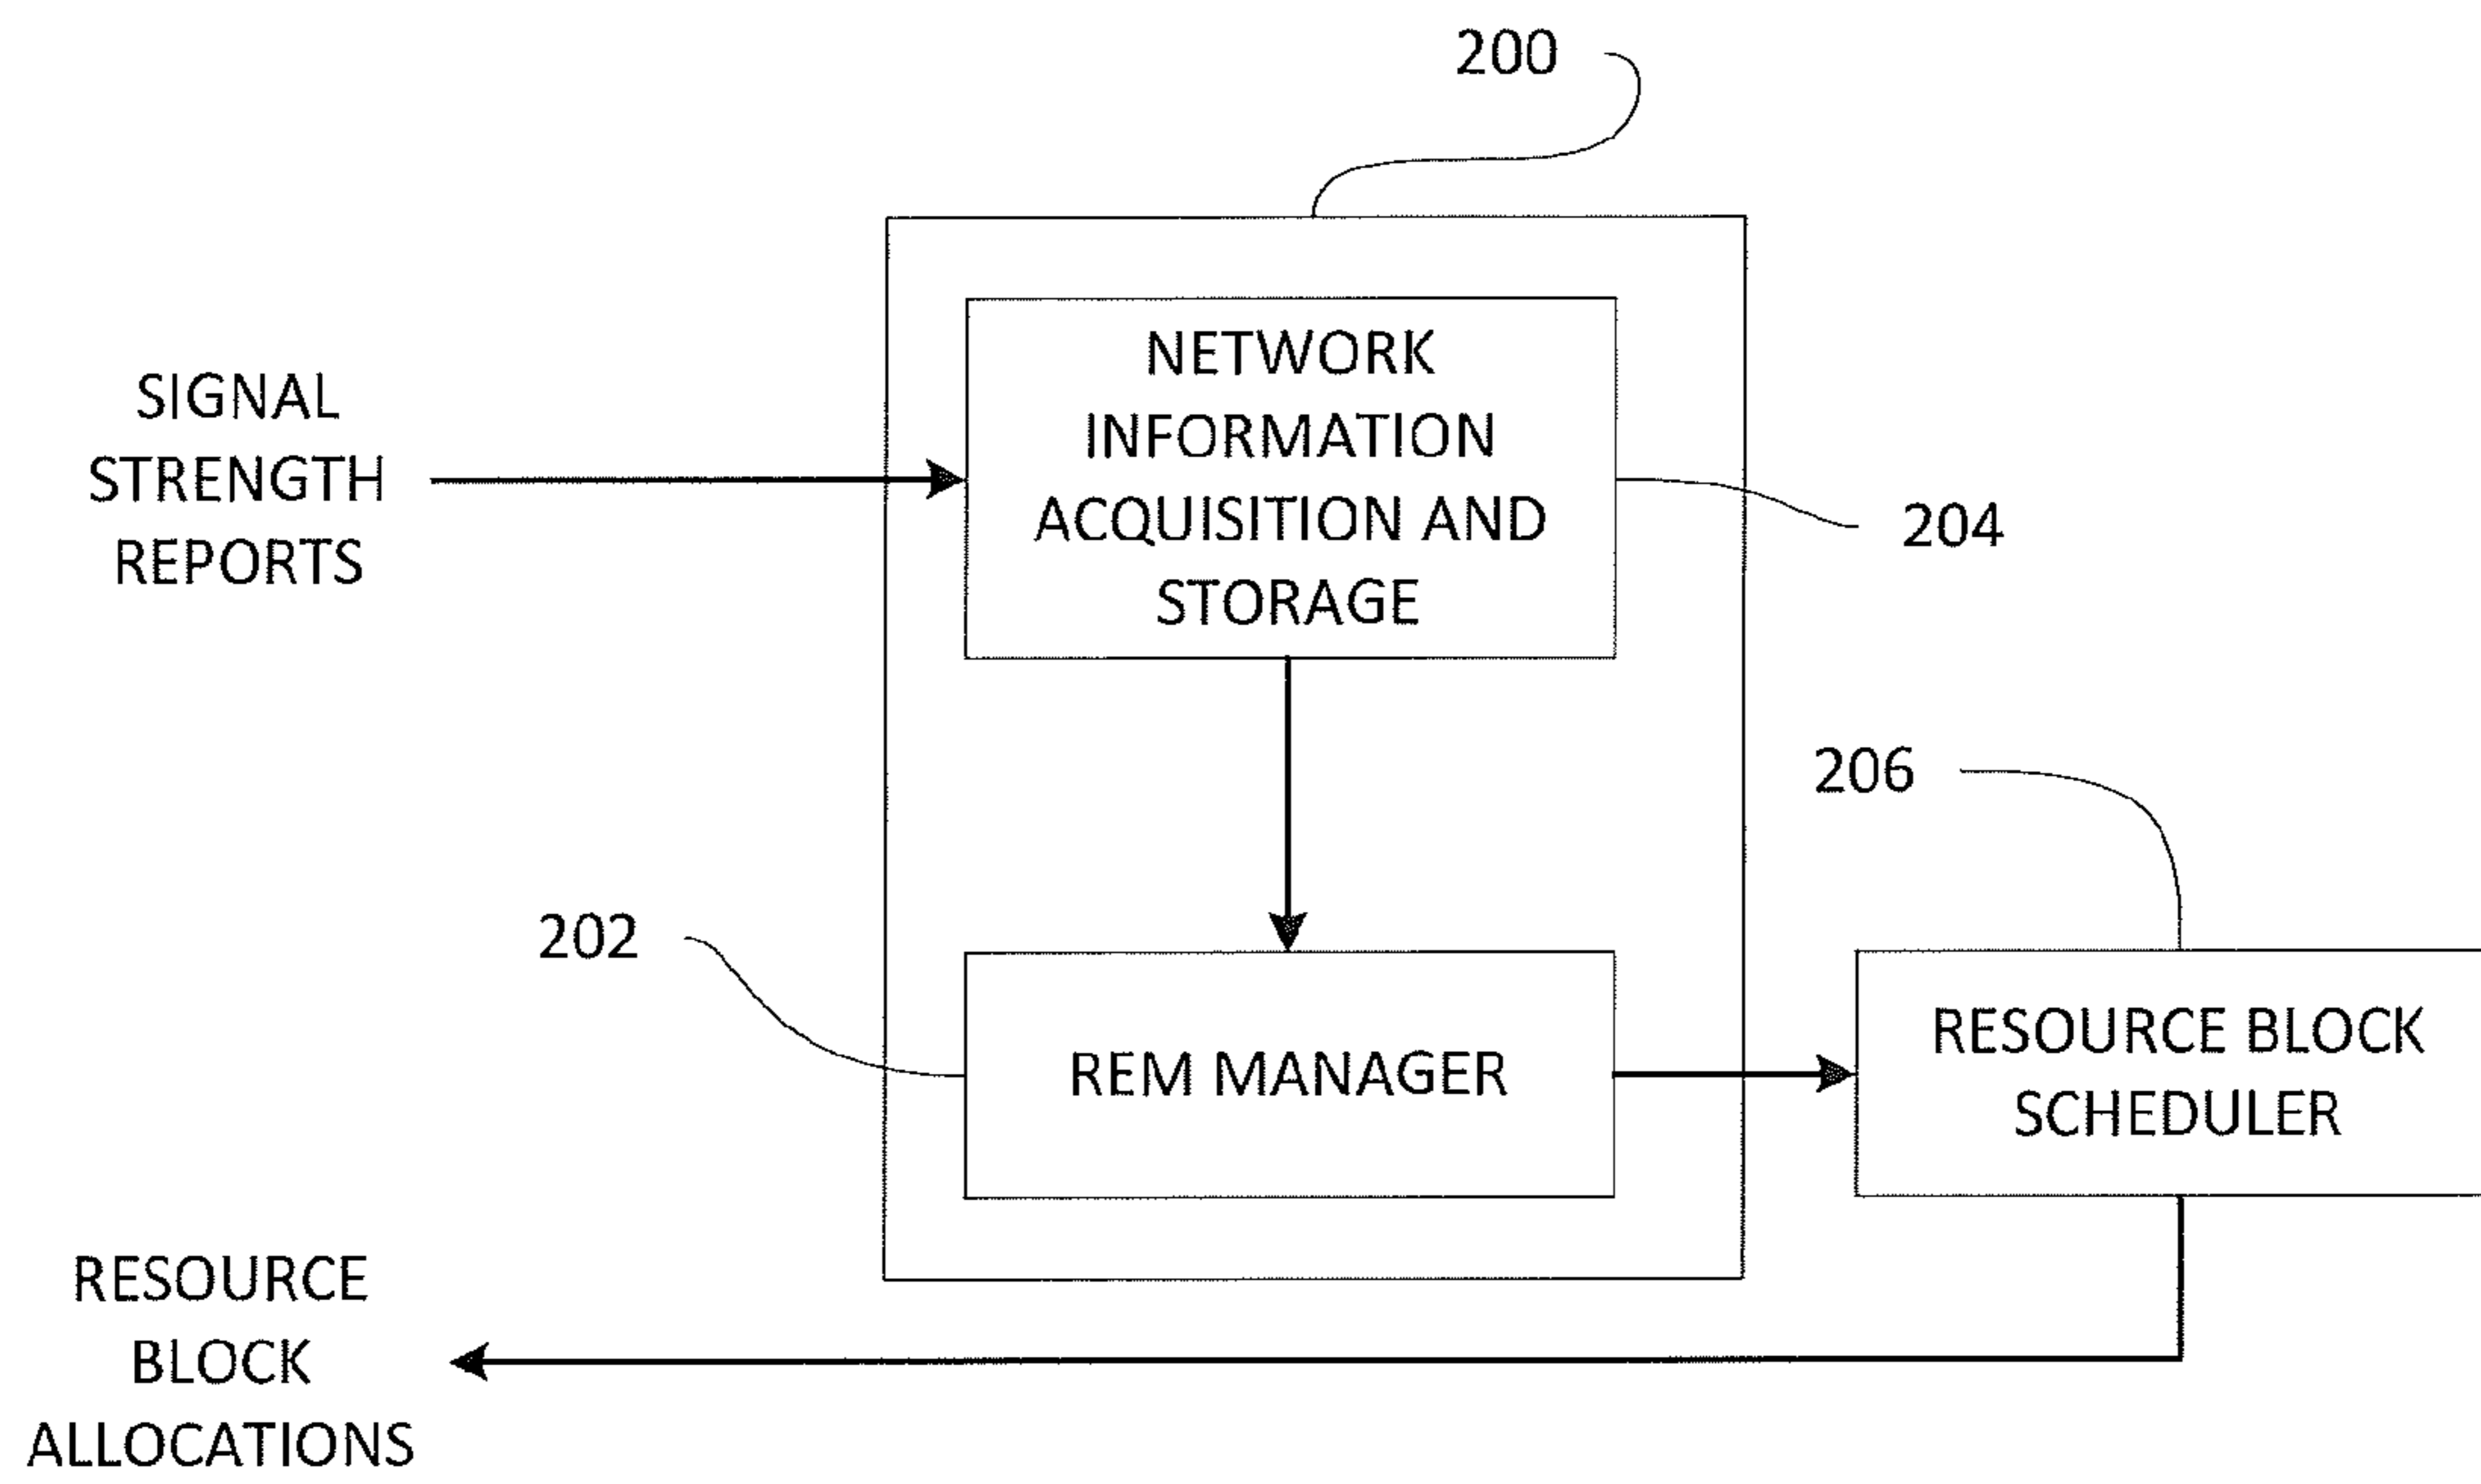 200
SIGNAL
STRENGTH
REPORTS
NETWORK
INFORMATION
ACQUISITION AND
STORAGE
204
206
202
REM MANAGER
RESOURCE BLOCK
SCHEDULER
RESOURCE
BLOCK
ALLOCATIONS